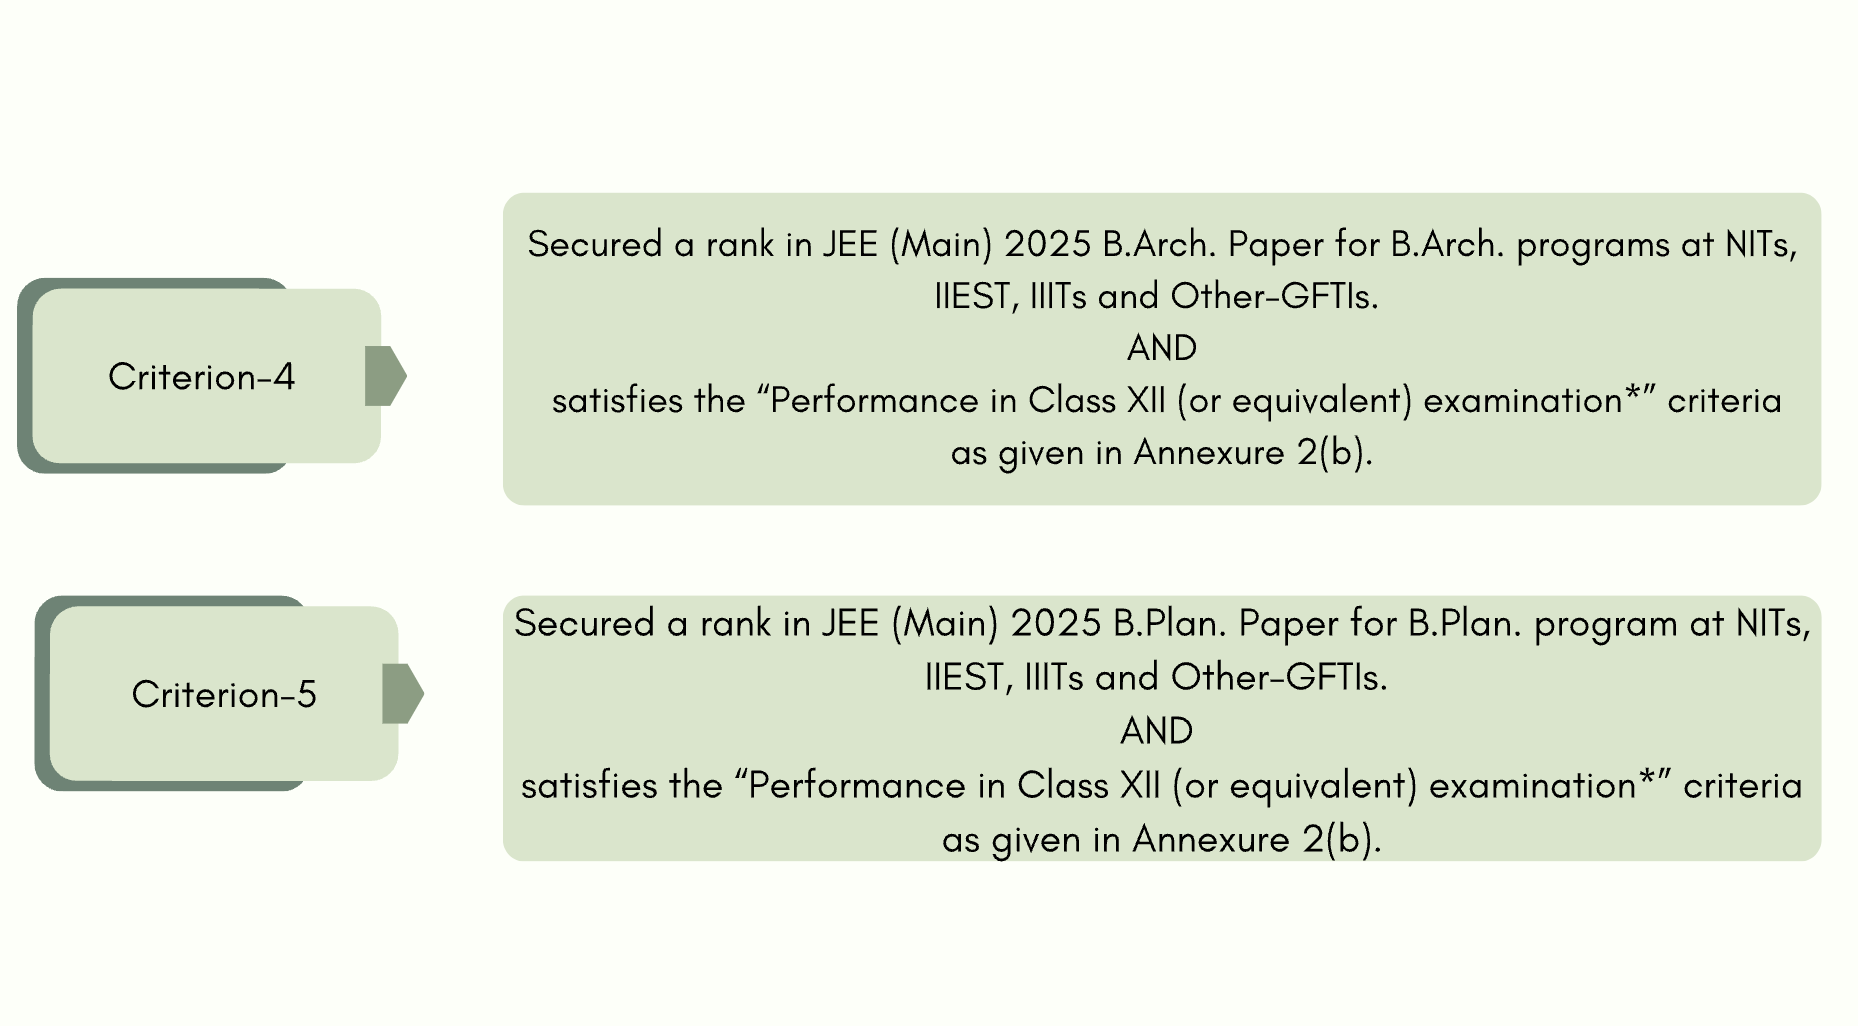 Criterion-4
Secured a rank in JEE (Main) 2025 B.Arch. Paper for B.Arch. programs at NITs,
IIEST, IIITs and Other-GFTIs.
AND
satisfies the “Performance in Class XII (or equivalent) examination*” criteria
as given in Annexure 2(b).
Criterion-5
Secured a rank in JEE (Main) 2025 B.Plan. Paper for B.Plan. program at NITs,
IIEST, IIITs and Other-GFTIs.
AND
satisfies the “Performance in Class XII (or equivalent) examination*” criteria
as given in Annexure 2(b).